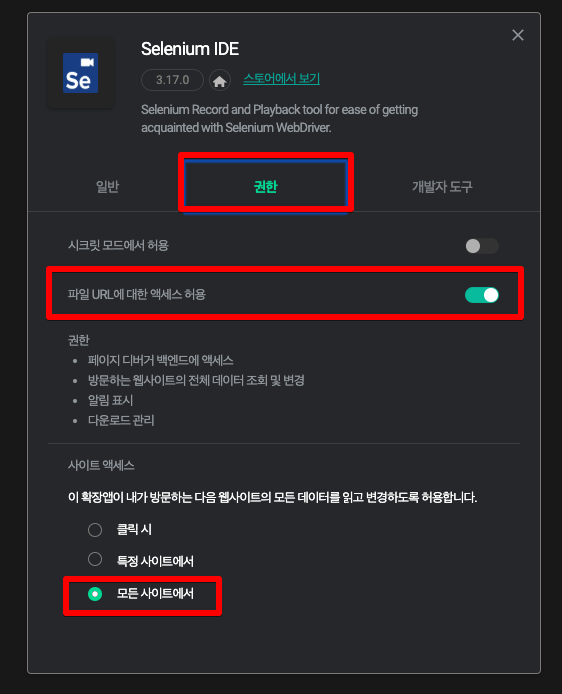 Se
Selenium IDE
3.17.0
스토어에서 보기
Selenium Record and Playback tool for ease of getting
acquainted with Selenium WebDriver.
일반
권한
개발자 도구
시크릿 모드에서 허용
파일 URL에 대한 액세스 허용
권한
페이지 디버거 백엔드에 액세스
방문하는 웹사이트의 전체 데이터 조회 및 변경
알림 표시
다운로드 관리
사이트 액세스
이 확장앱이 내가 방문하는 다음 웹사이트의 모든 데이터를 읽고 변경하도록 허용합니다.
클릭 시
특정 사이트에서
모든 사이트에서